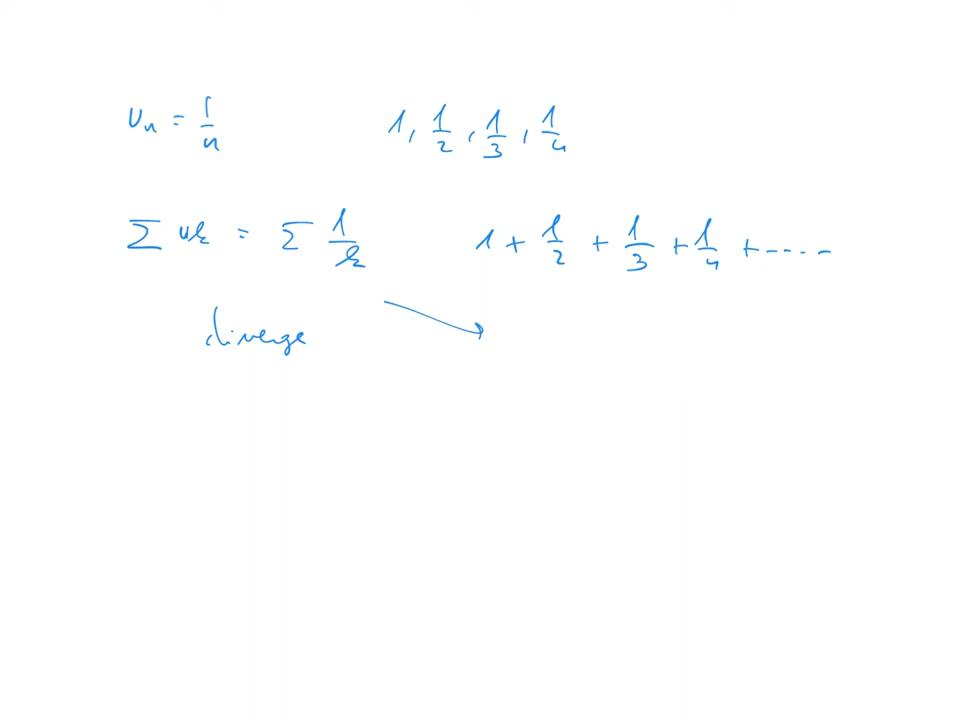 Un = 1/n 1, 1/2, 1/3, 1/4
Σ uk = Σ 1/k 1 + 1/2 + 1/3 + 1/4 + .....
diverge